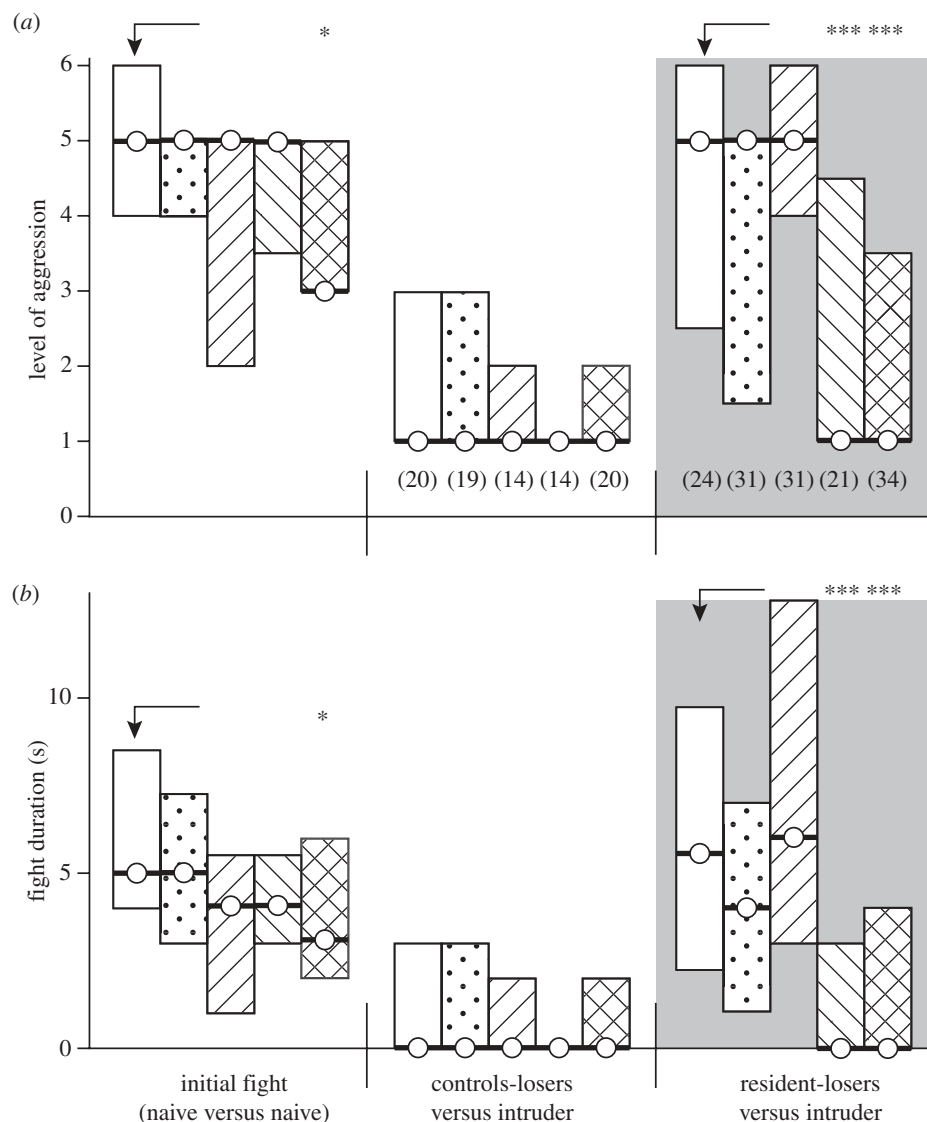 (a)
* *** ***
6
5
4
3
2
1
0
level of aggression
(20) (19) (14) (14) (20) (24) (31) (31) (21) (34)
(b)
*** ***
*
10
5
0
fight duration (s)
initial fight controls-losers resident-losers
(naive versus naive) versus intruder versus intruder